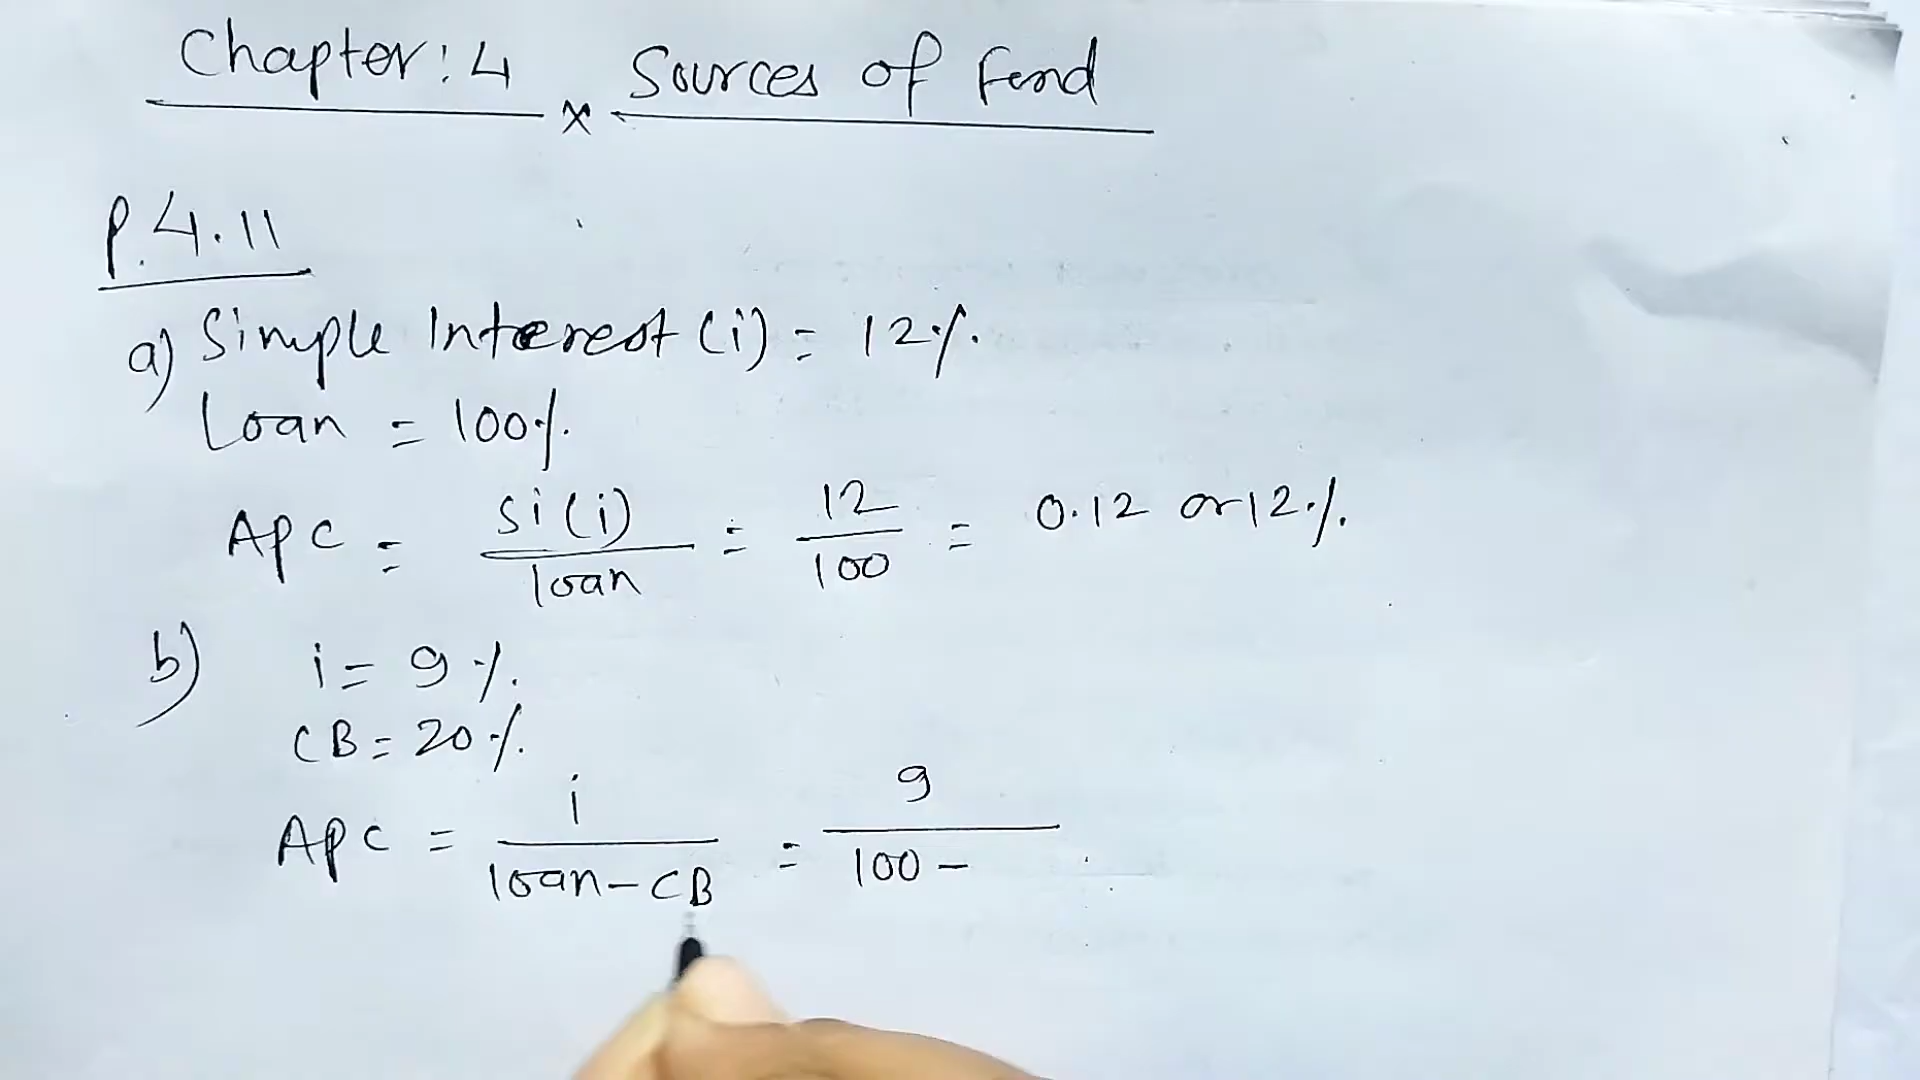 Chapter: 4 x Sources of Fund
P. 4.11
a) Simple Interest (i) = 12%.
Loan = 100%.
APC = Si(i)/loan = 12/100 = 0.12 or 12%.
b) i = 9%.
CB = 20%.
APC = i/loan-CB = 9/100-